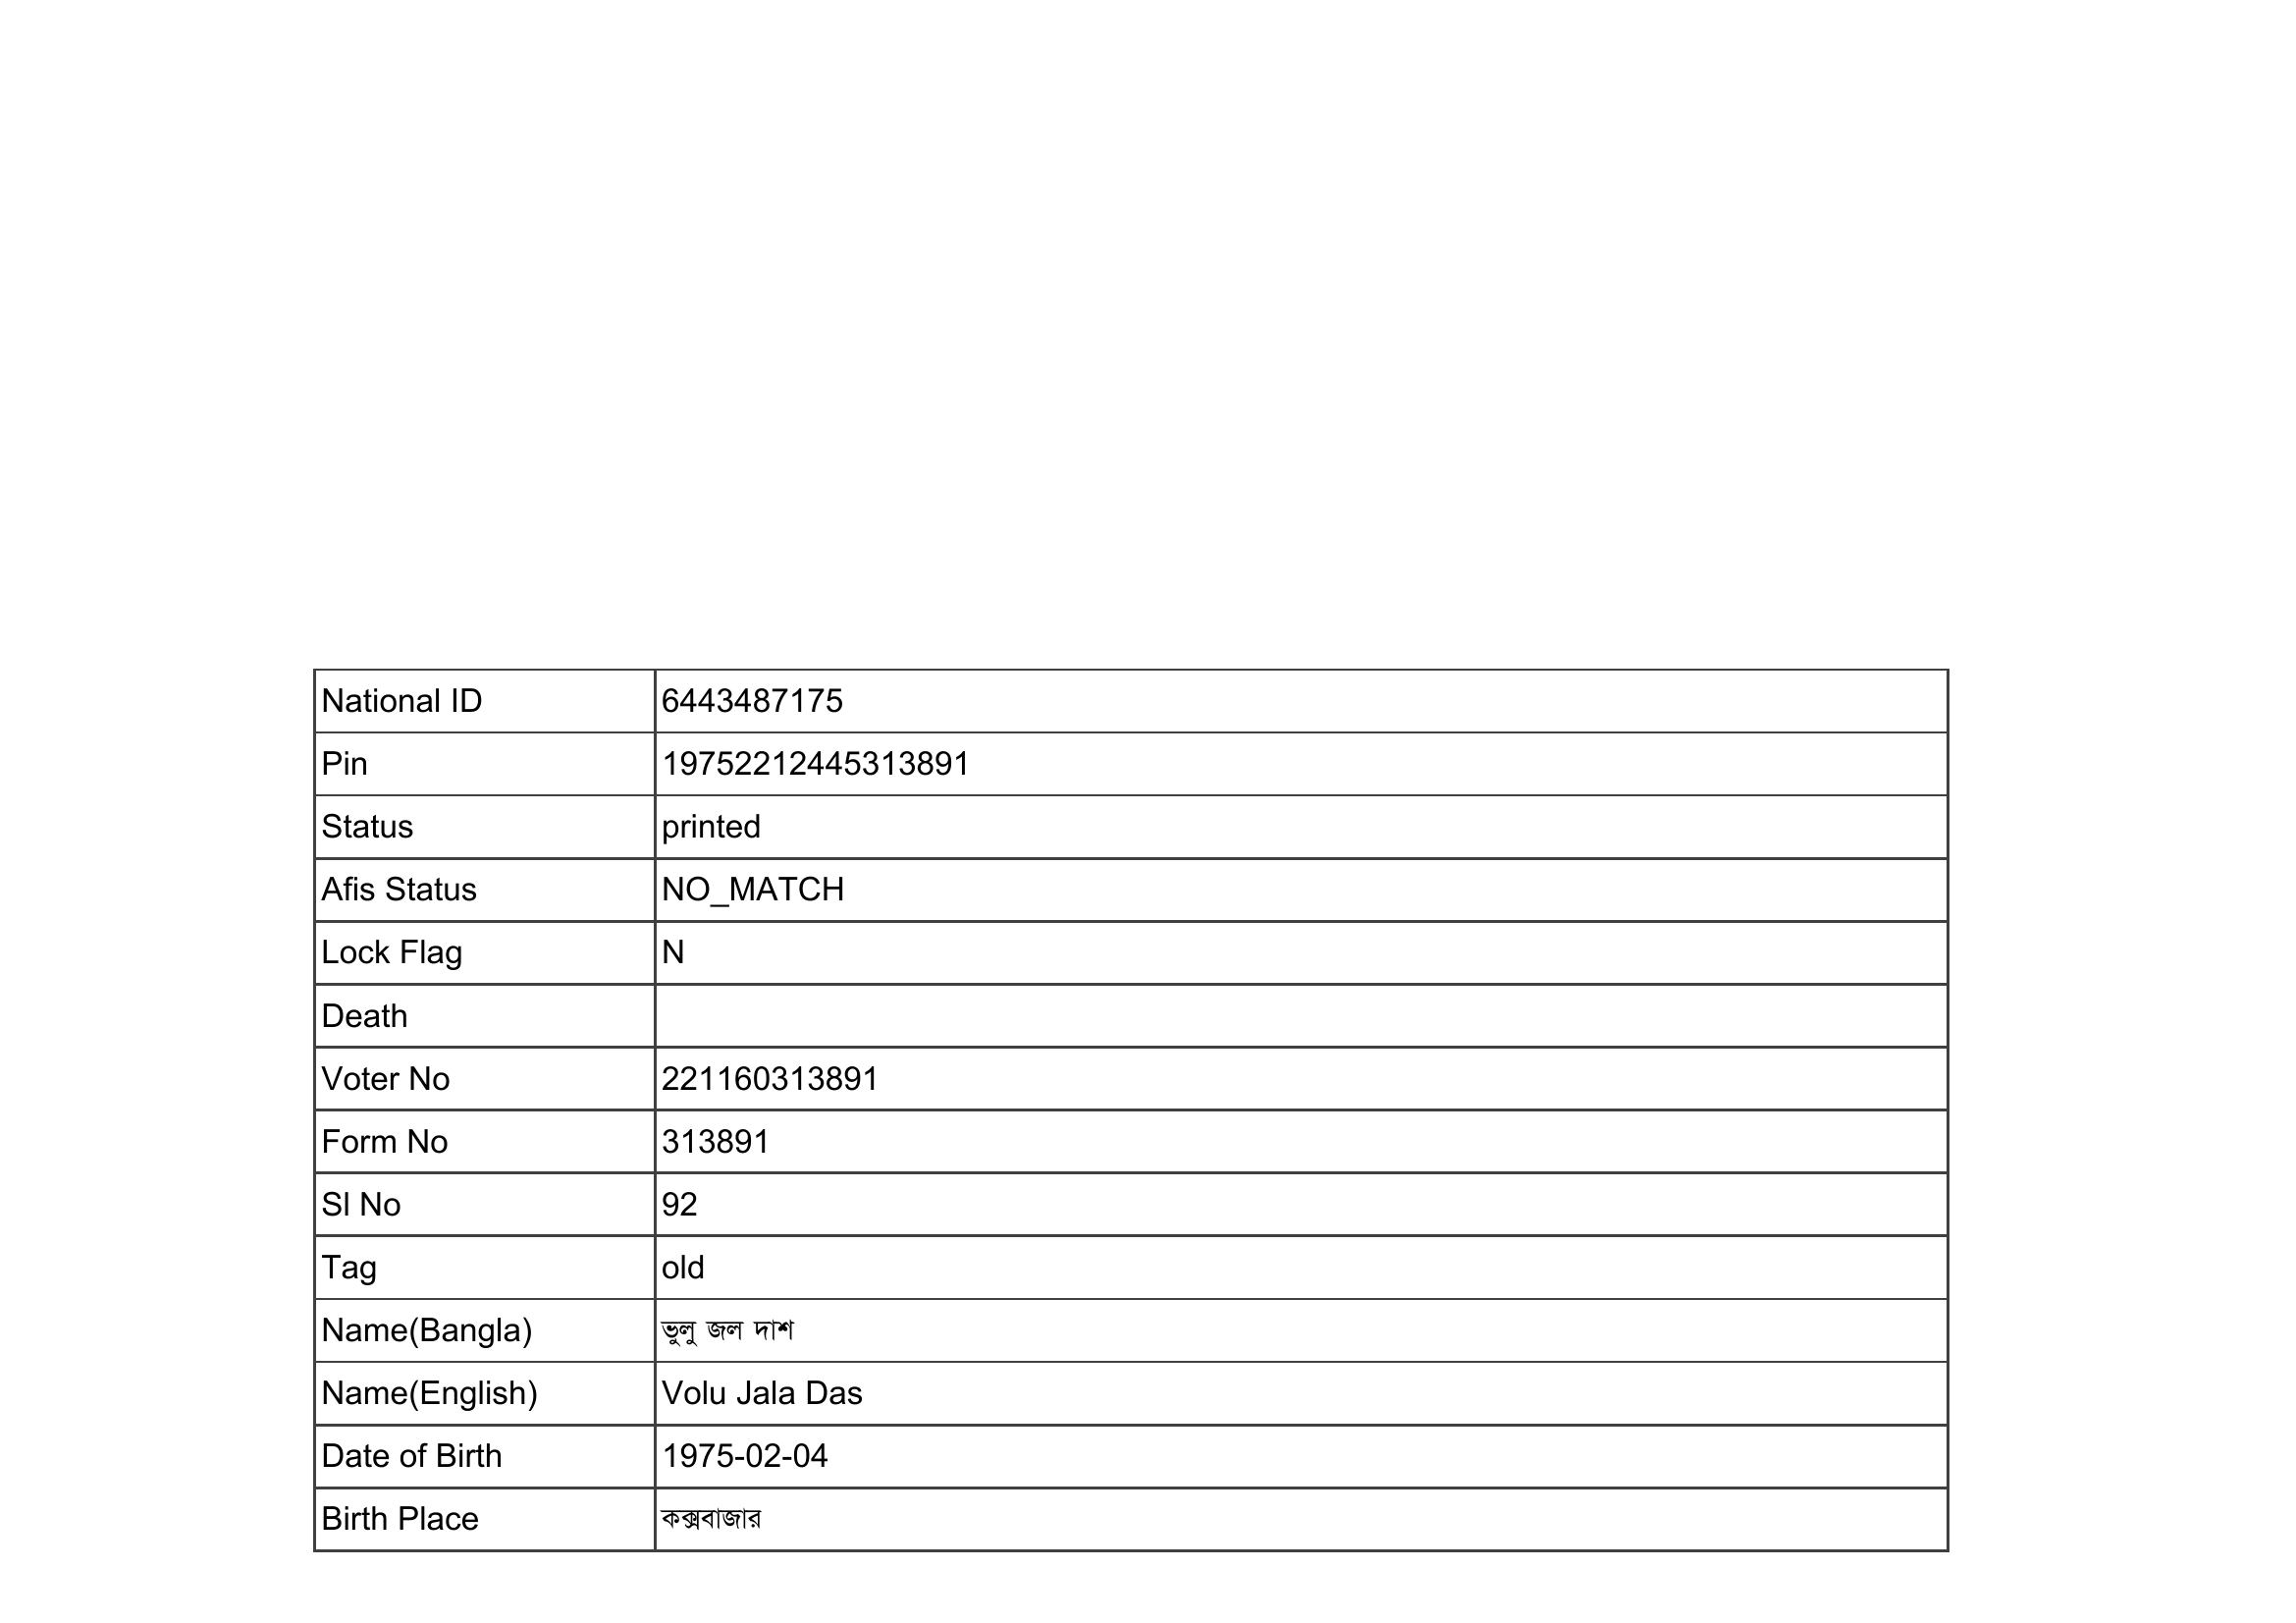 National ID 6443487175
Pin 19752212445313891
Status printed
Afis Status NO_MATCH
Lock Flag N
Death
Voter No 221160313891
Form No 313891
Sl No 92
Tag old
Name(Bangla) ভুলু জল দাশ
Name(English) Volu Jala Das
Date of Birth 1975-02-04
Birth Place কক্সবাজার